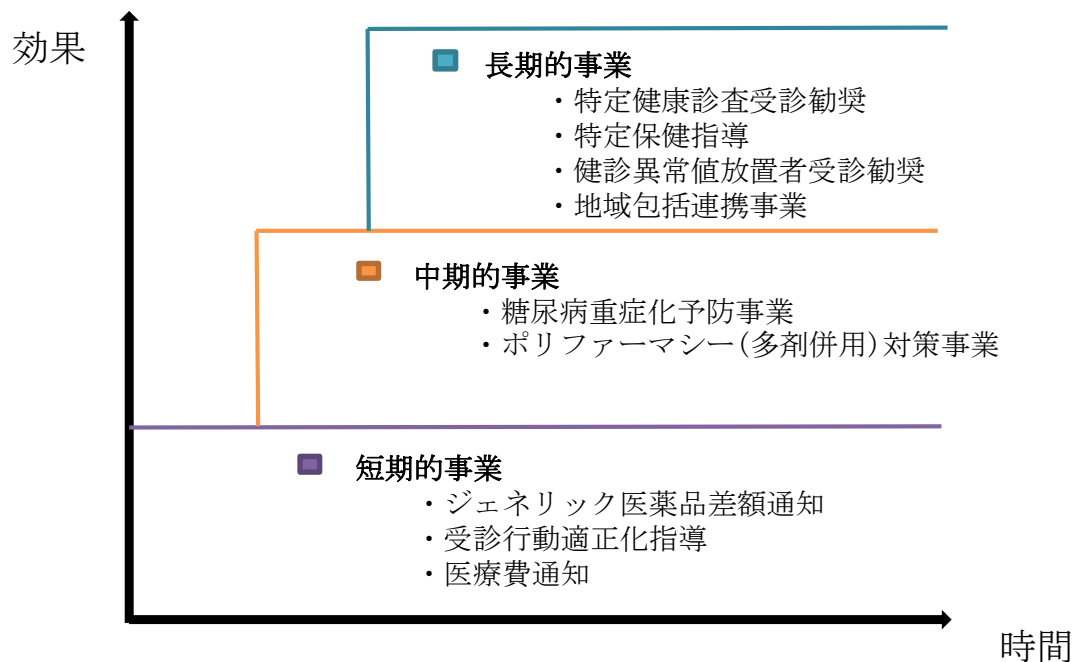 効果
長期的事業
・特定健康診査受診勧奨
・特定保健指導
・健診異常値放置者受診勧奨
・地域包括連携事業
中期的事業
・糖尿病重症化予防事業
・ポリファーマシー(多剤併用)対策事業
短期的事業
・ジェネリック医薬品差額通知
・受診行動適正化指導
・医療費通知
時間